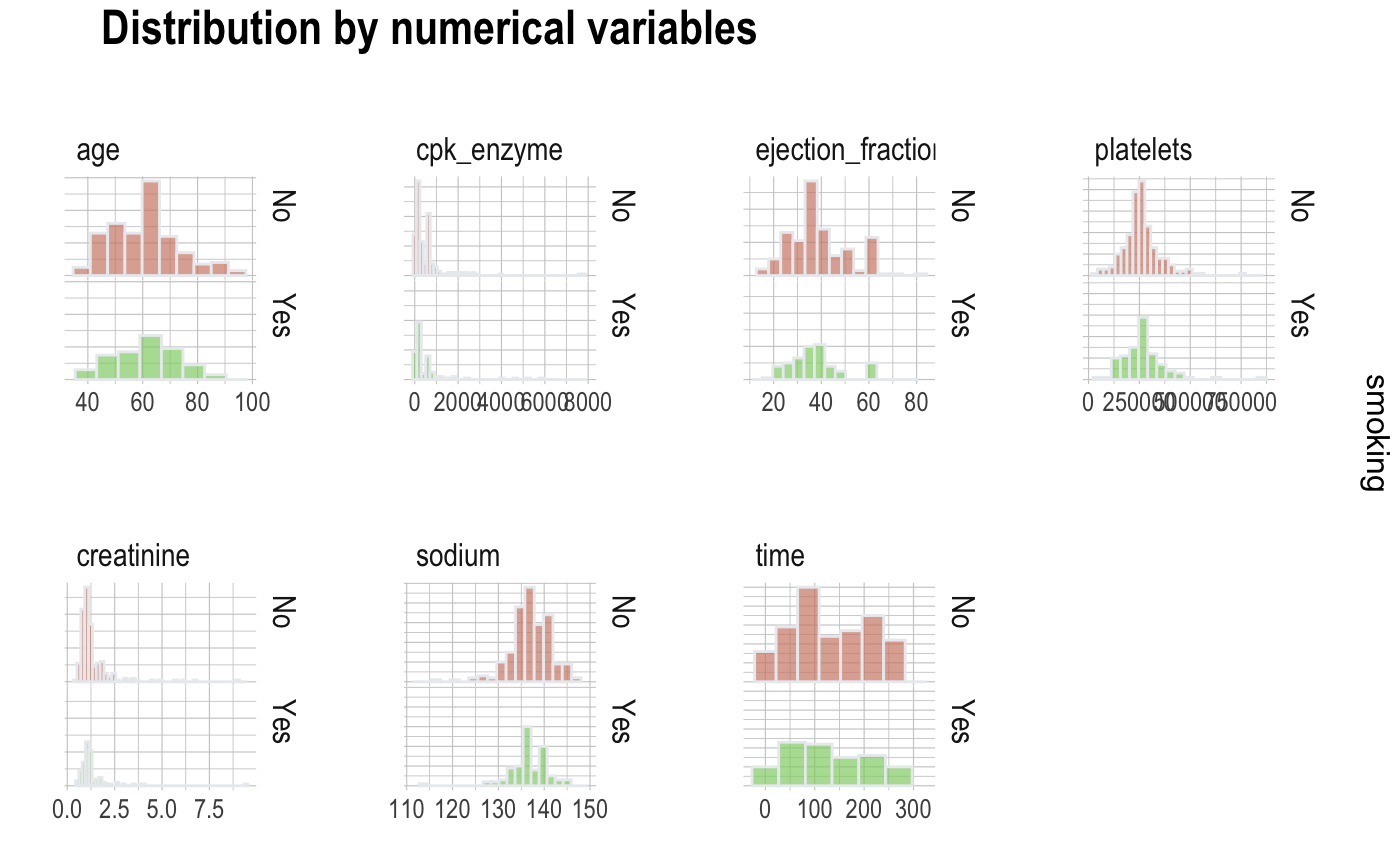 Distribution by numerical variables
age
No
Yes
40 60 80 100
cpk_enzyme
No
Yes
0 2000 4000 6000 8000
ejection_fraction
No
Yes
20 40 60 80
platelets
No
Yes
0 250000 500000 750000
smoking
creatinine
No
Yes
0.0 2.5 5.0 7.5
sodium
No
Yes
110 120 130 140 150
time
No
Yes
0 100 200 300